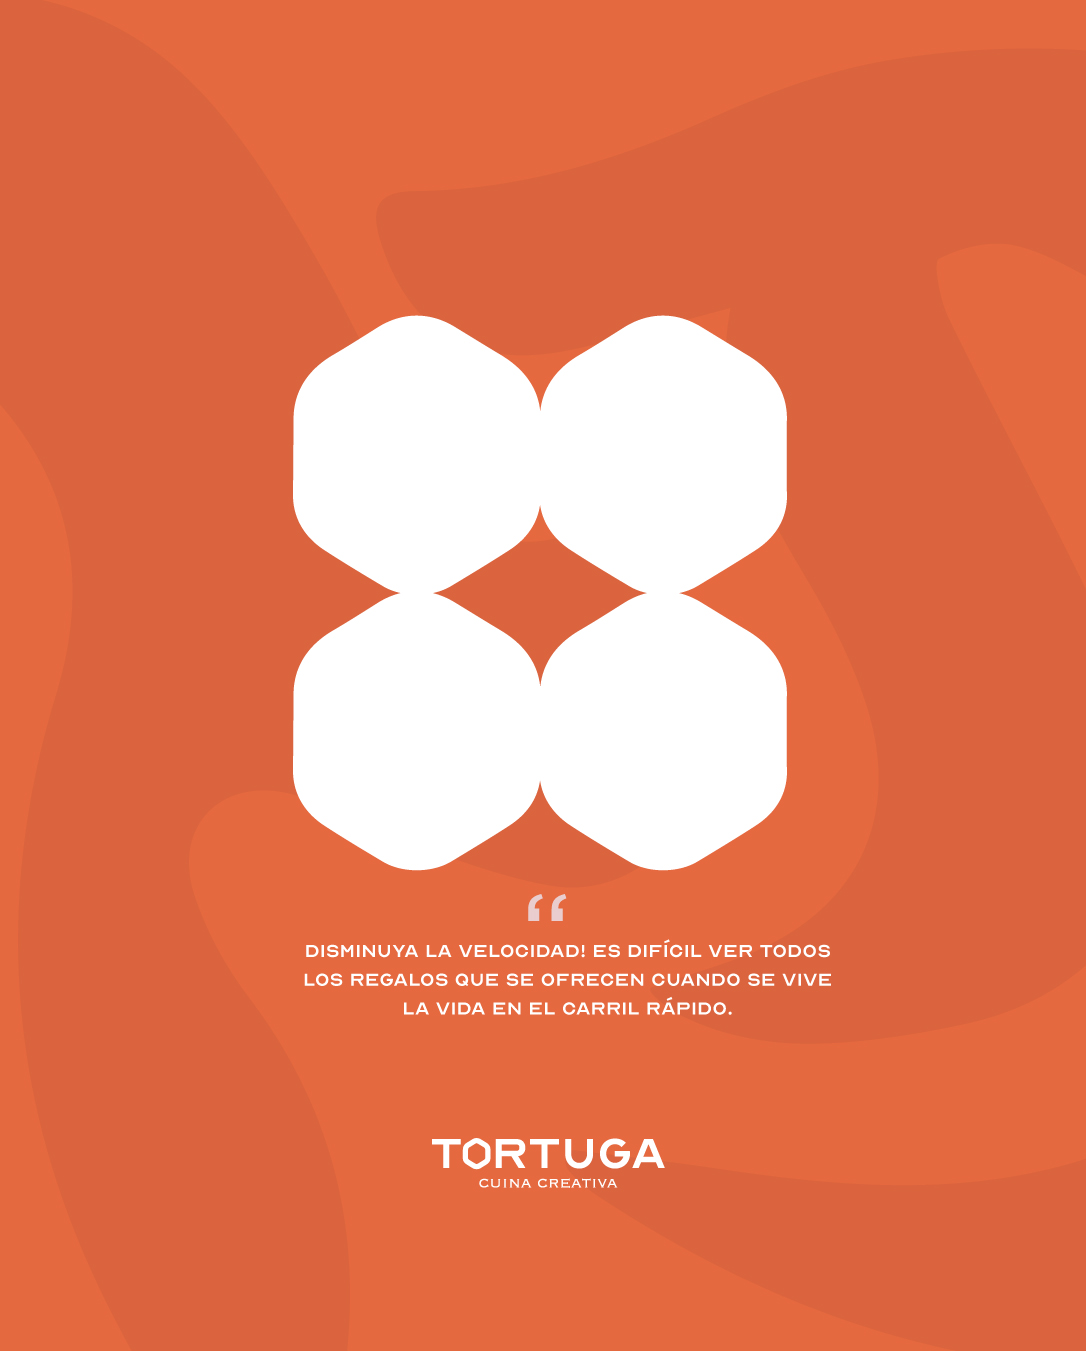 “
DISMINUYA LA VELOCIDAD! ES DIFÍCIL VER TODOS
LOS REGALOS QUE SE OFRECEN CUANDO SE VIVE
LA VIDA EN EL CARRIL RÁPIDO.
TORTUGA
CUINA CREATIVA